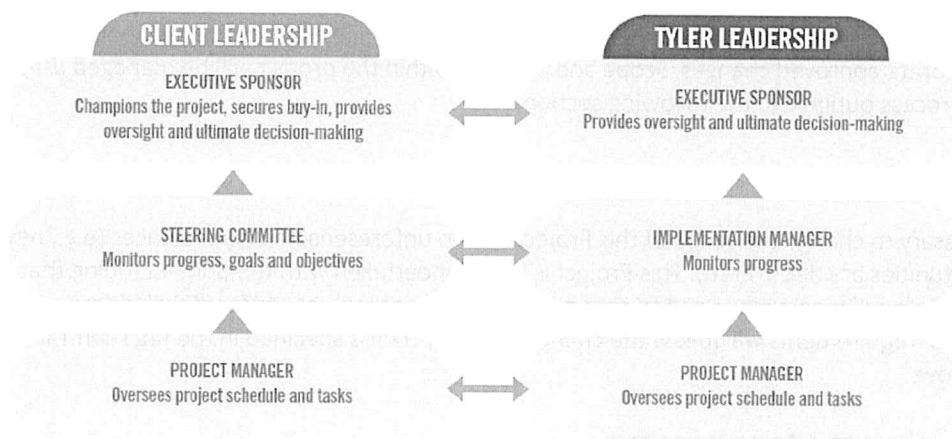 CLIENT LEADERSHIP
EXECUTIVE SPONSOR
Champions the project, secures buy-in, provides
oversight and ultimate decision-making
STEERING COMMITTEE
Monitors progress, goals and objectives
PROJECT MANAGER
Oversees project schedule and tasks
TYLER LEADERSHIP
EXECUTIVE SPONSOR
Provides oversight and ultimate decision-making
IMPLEMENTATION MANAGER
Monitors progress
PROJECT MANAGER
Oversees project schedule and tasks